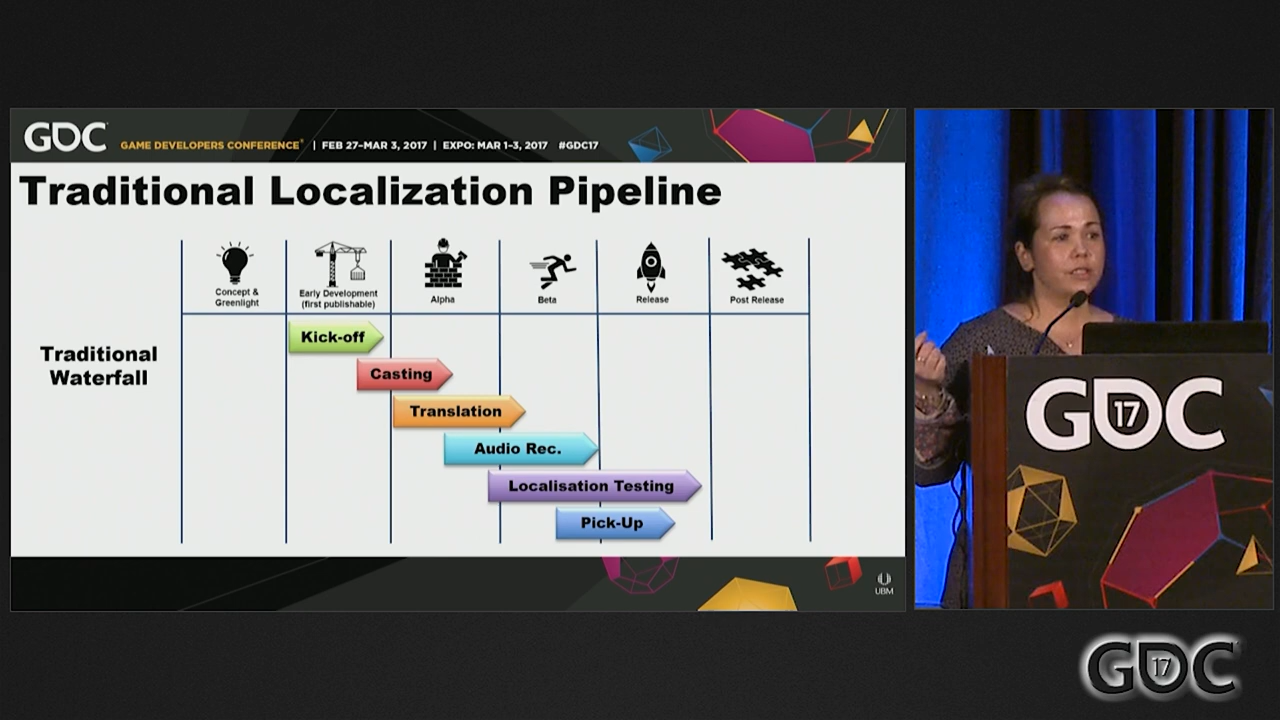 GDC GAME DEVELOPERS CONFERENCE® | FEB 27–MAR 3, 2017 | EXPO: MAR 1–3, 2017 #GDC17
Traditional Localization Pipeline
Concept &
Greenlight
Early Development
(first publishable)
Alpha
Beta
Release
Post Release
Traditional
Waterfall
Kick-off
Casting
Translation
Audio Rec.
Localisation Testing
Pick-Up
UBM
GDC
17
GDC
17